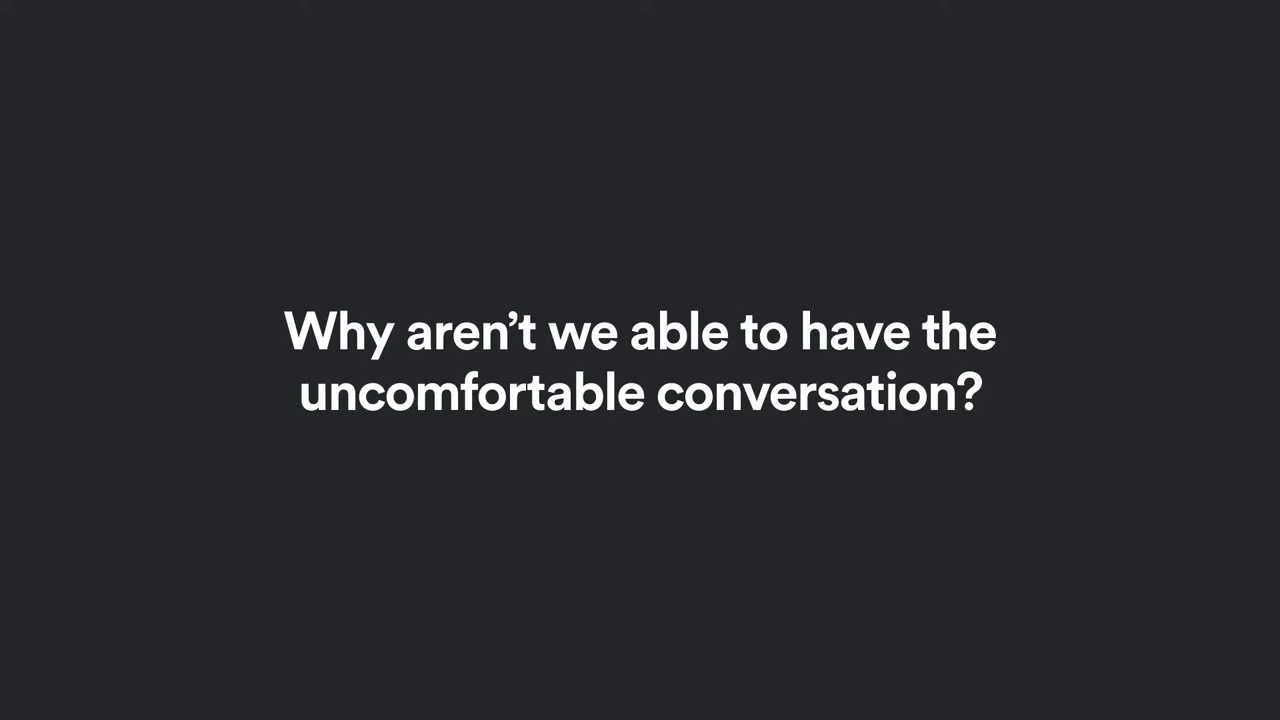 Why aren’t we able to have the
uncomfortable conversation?